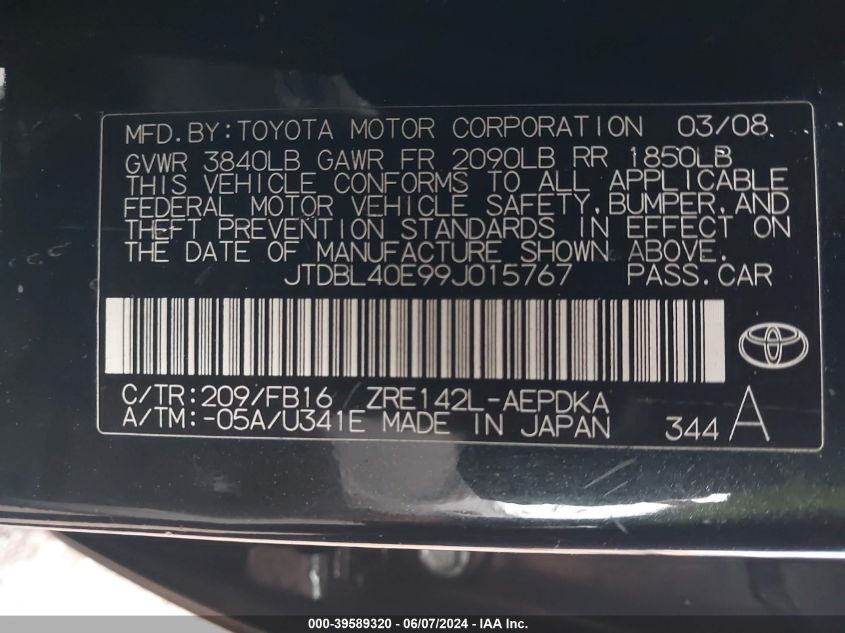 MFD.BY:TOYOTA MOTOR CORPORATION 03/08
GVWR 3840LB GAWR FR 2090LB RR 1850LB
THIS VEHICLE CONFORMS TO ALL APPLICABLE
FEDERAL MOTOR VEHICLE SAFETY,BUMPER,AND
THEFT PREVENTION STANDARDS IN EFFECT ON
THE DATE OF MANUFACTURE SHOWN ABOVE.
JTDBL40E99J015767 PASS.CAR
C/TR:209/FB16 ZRE142L-AEPDKA
A/TM:-05A/U341E MADE IN JAPAN 344 A
000-39589320 - 06/07/2024 - IAA Inc.